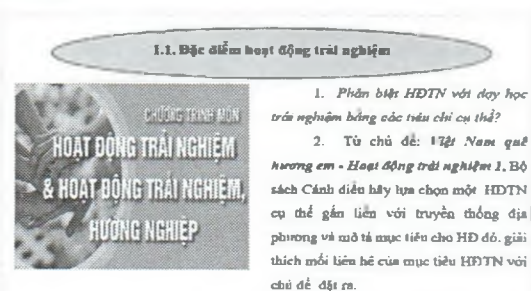 1.1. Đặc điểm hoạt động trải nghiệm
CHƯƠNG TRÌNH MÔN
HOẠT ĐỘNG TRẢI NGHIỆM
& HOẠT ĐỘNG TRẢI NGHIỆM,
HƯỚNG NGHIỆP
1. Phân biệt HĐTN với dạy học
trải nghiệm bằng các tiêu chí cụ thể?
2. Từ chủ đề: Việt Nam quê
hương em - Hoạt động trải nghiệm 1, Bộ
sách Cánh diều hãy lựa chọn một HĐTN
cụ thể gắn liền với truyền thống địa
phương và mô tả mục tiêu cho HĐ đó, giải
thích mối liên hệ của mục tiêu HĐTN với
chủ đề đặt ra.